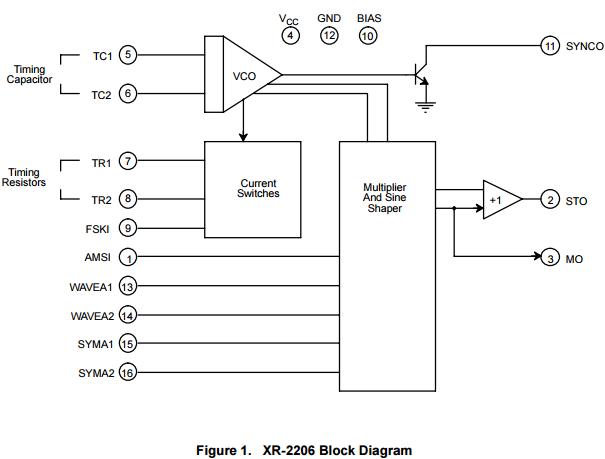 VCC GND BIAS
4 12 10
Timing
Capacitor
TC1 5
TC2 6
VCO
11 SYNCO
Timing
Resistors
TR1 7
TR2 8
FSKI 9
Current
Switches
Multiplier
And Sine
Shaper
+1
2 STO
3 MO
AMSI 1
WAVEA1 13
WAVEA2 14
SYMA1 15
SYMA2 16
Figure 1. XR-2206 Block Diagram